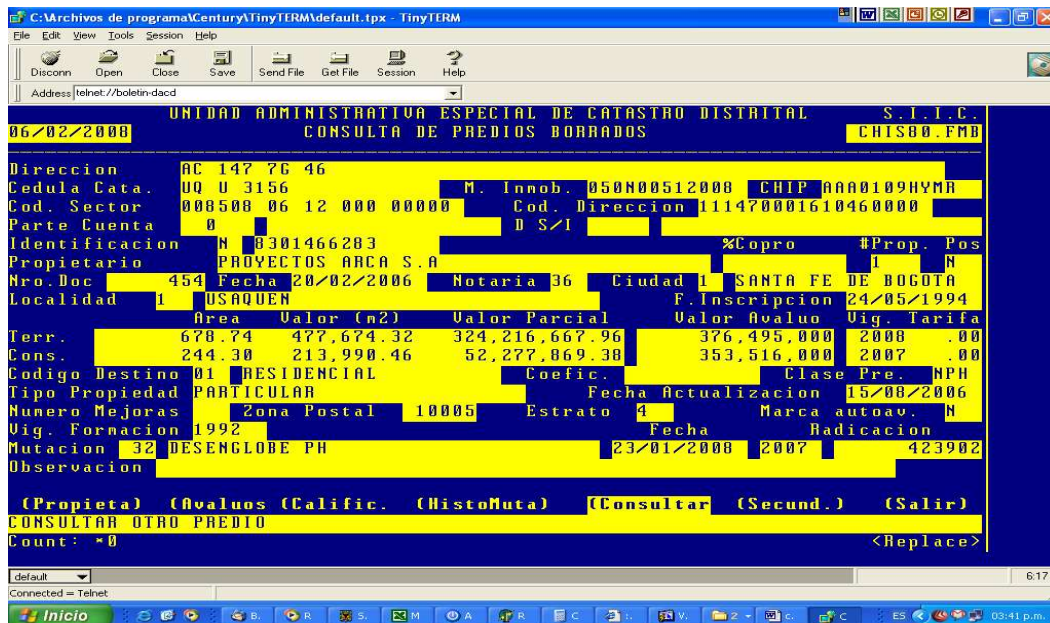 C:\Archivos de programa\Century\TinyTERM\default.tpx - TinyTERM
File Edit View Tools Session Help
Disconn Open Close Save Send File Get File Session Help
Address telnet://boletin-dacd
UNIDAD ADMINISTRATIVA ESPECIAL DE CATASTRO DISTRITAL S.I.I.C.
06/02/2008 CONSULTA DE PREDIOS BORRADOS CHIS80.FMB
Direccion AC 147 7G 46
Cedula Cata. UQ U 3156 M. Inmob. 050N00512008 CHIP AAA0109HYMR
Cod. Sector 008508 06 12 000 00000 Cod. Direccion 111470001610460000
Parte Cuenta 0 D S/I
Identificacion N 8301466283 %Copro #Prop. Pos
Propietario PROYECTOS ARCA S.A 1 N
Nro.Doc 454 Fecha 20/02/2006 Notaria 36 Ciudad 1 SANTA FE DE BOGOTA
Localidad 1 USAQUEN F.Inscripcion 24/05/1994
Area Valor (m2) Valor Parcial Valor Avaluo Vig. Tarifa
Terr. 678.74 477,674.32 324,216,667.96 376,495,000 2008 .00
Cons. 244.30 213,990.46 52,277,869.38 353,516,000 2007 .00
Codigo Destino 01 RESIDENCIAL Coefic. Clase Pre. NPH
Tipo Propiedad PARTICULAR Fecha Actualizacion 15/08/2006
Numero Mejoras Zona Postal 10005 Estrato 4 Marca autoav. N
Vig. Formacion 1992 Fecha Radicacion
Mutacion 32 DESENGLOBE PH 23/01/2008 2007 423902
Observacion
(Propieta) (Avaluos (Calific. (HistoMuta) (Consultar (Secund.) (Salir)
CONSULTAR OTRO PREDIO
Count: *0 <Replace>
default 6:17
Connected = Telnet
Inicio B. R S. M A R C :. V. Z c. C ES 03:41 p.m.